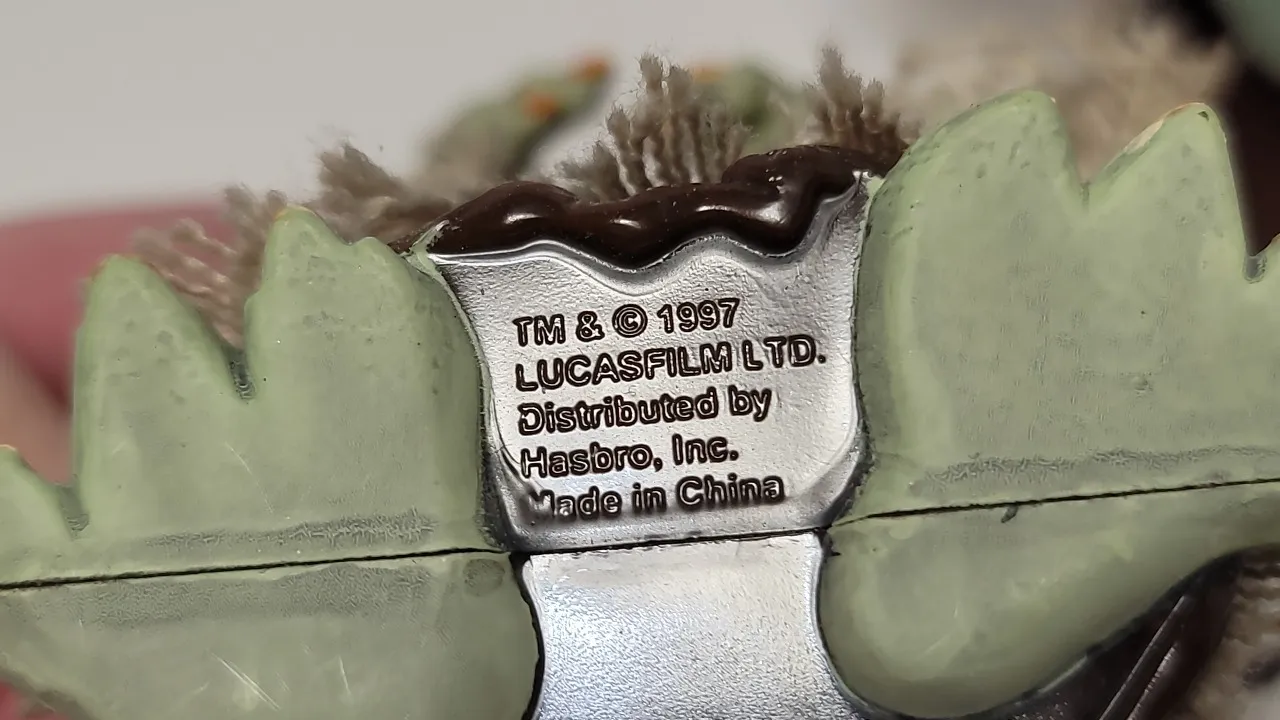 TM & © 1997
LUCASFILM LTD.
Distributed by
Hasbro, Inc.
Made in China